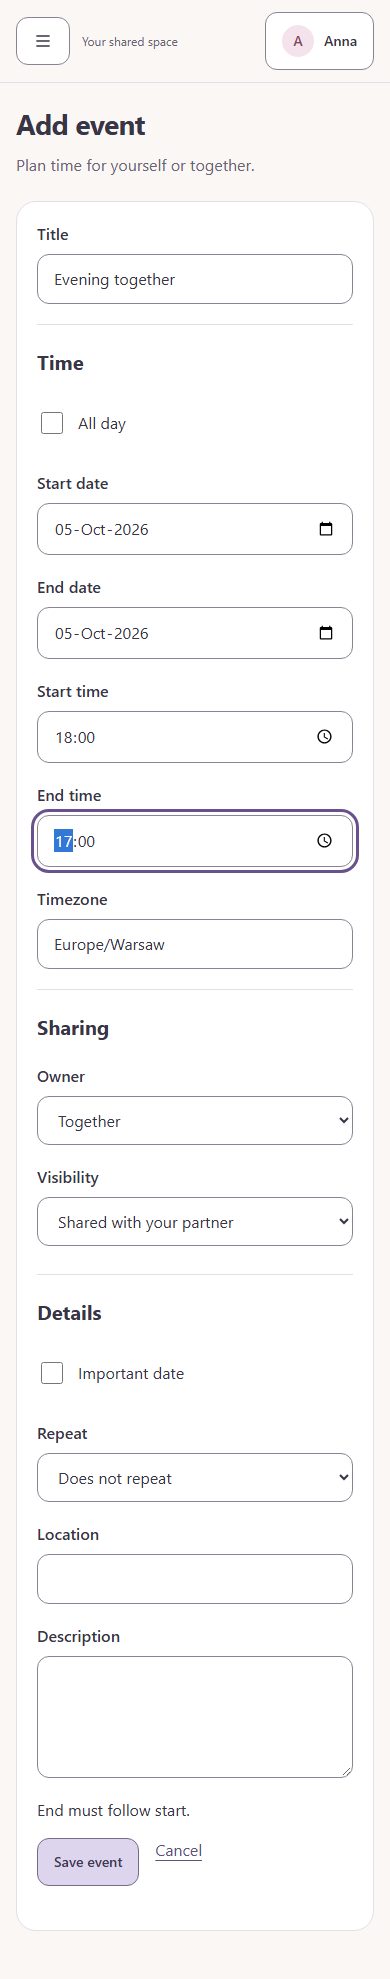 Your shared space
A
Anna
Add event
Plan time for yourself or together.
Title
Evening together
Time
All day
Start date
05-Oct-2026
End date
05-Oct-2026
Start time
18:00
End time
17:00
Timezone
Europe/Warsaw
Sharing
Owner
Together
Visibility
Shared with your partner
Details
Important date
Repeat
Does not repeat
Location
Description
End must follow start.
Save event
Cancel